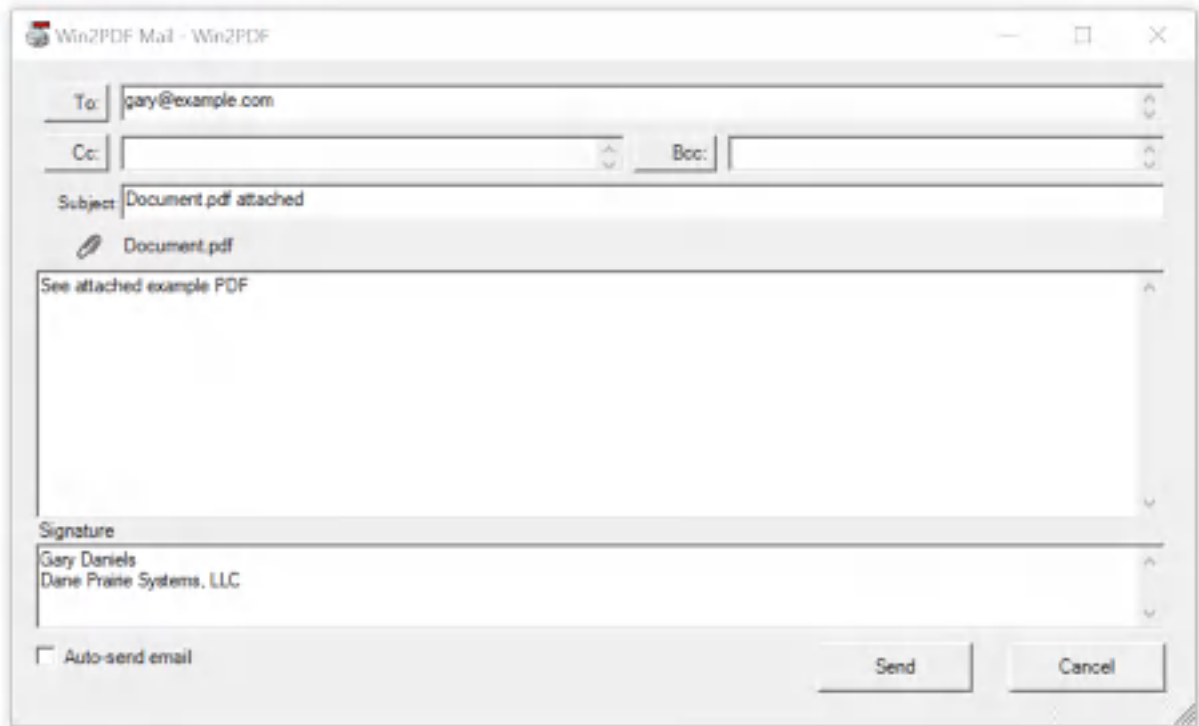 Win2PDF Mail - Win2PDF
To: gary@example.com
Cc: Bcc:
Subject Document.pdf attached
Document.pdf
See attached example PDF
Signature
Gary Daniels
Dane Prairie Systems, LLC
Auto-send email Send Cancel